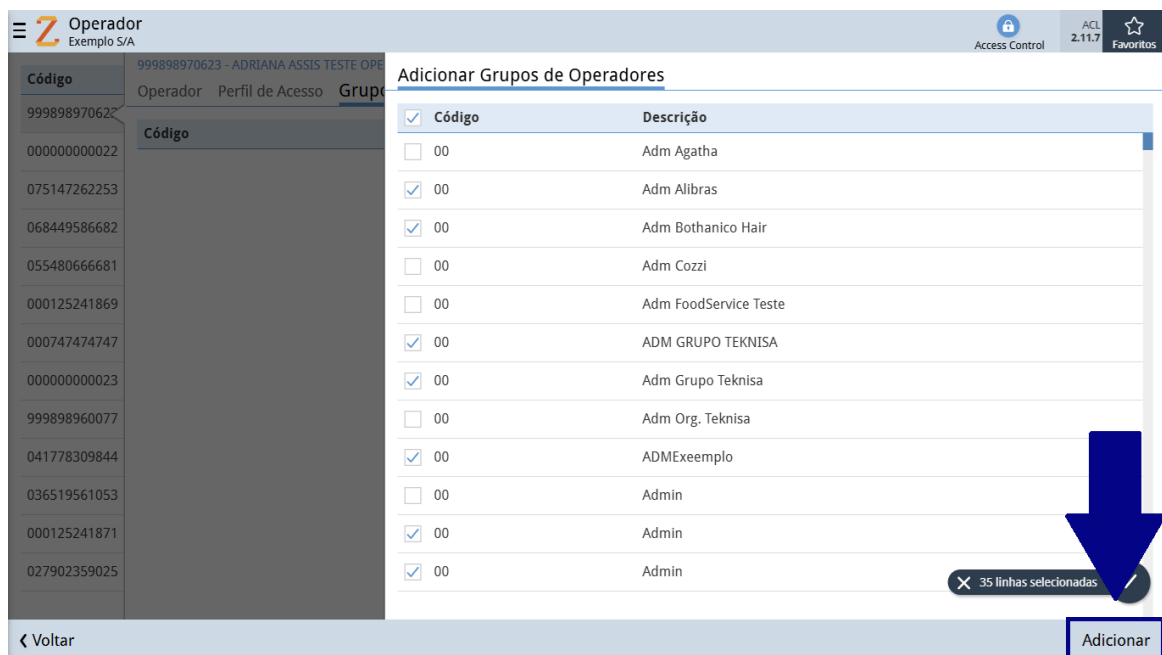 Operador
Exemplo S/A
Access Control
ACL
2.11.7
Favoritos
Código
999898970623
000000000022
075147262253
068449586682
055480666681
000125241869
000747474747
000000000023
999898960077
041778309844
036519561053
000125241871
027902359025
999898970623 - ADRIANA ASSIS TESTE OPE
Operador Perfil de Acesso Grupo
Código
Adicionar Grupos de Operadores
Código Descrição
00 Adm Agatha
00 Adm Alibras
00 Adm Bothanico Hair
00 Adm Cozzi
00 Adm FoodService Teste
00 ADM GRUPO TEKNISA
00 Adm Grupo Teknisa
00 Adm Org. Teknisa
00 ADMExeemplo
00 Admin
00 Admin
00 Admin
35 linhas selecionadas
Voltar
Adicionar